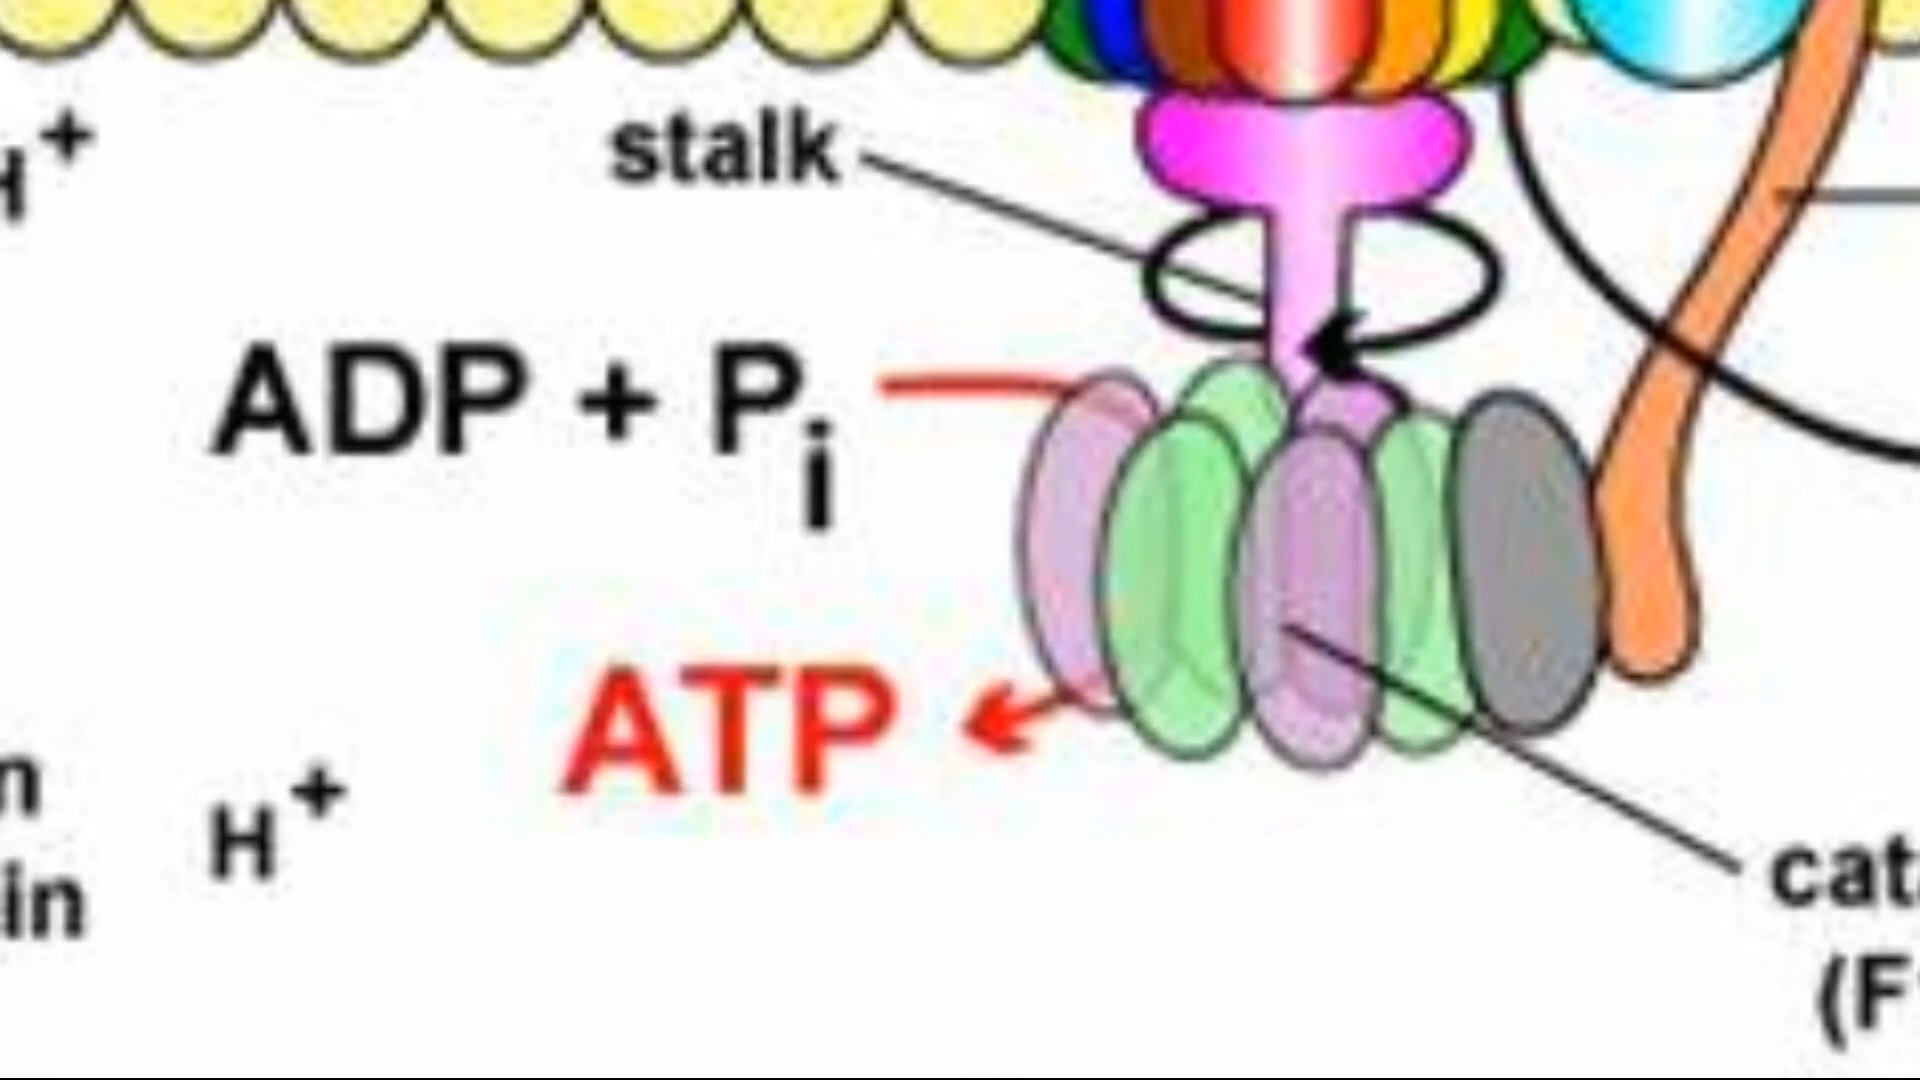 H+
stalk
ADP + Pi
ATP
H+